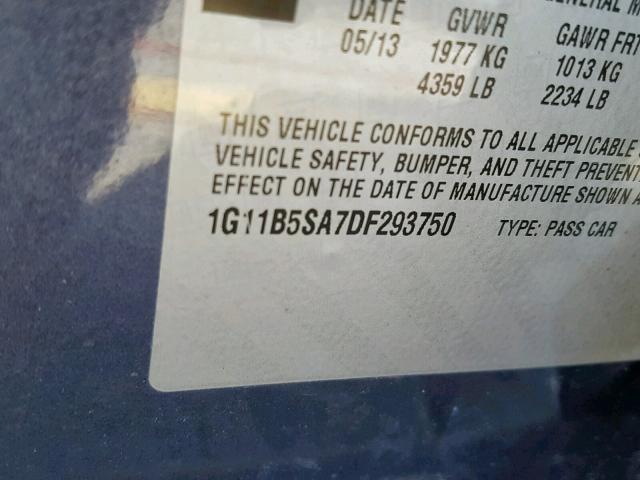 GENERAL M
DATE GVWR GAWR FRT
05/13 1977 KG 1013 KG
4359 LB 2234 LB
THIS VEHICLE CONFORMS TO ALL APPLICABLE
VEHICLE SAFETY, BUMPER, AND THEFT PREVENT
EFFECT ON THE DATE OF MANUFACTURE SHOWN A
1G11B5SA7DF293750 TYPE: PASS CAR